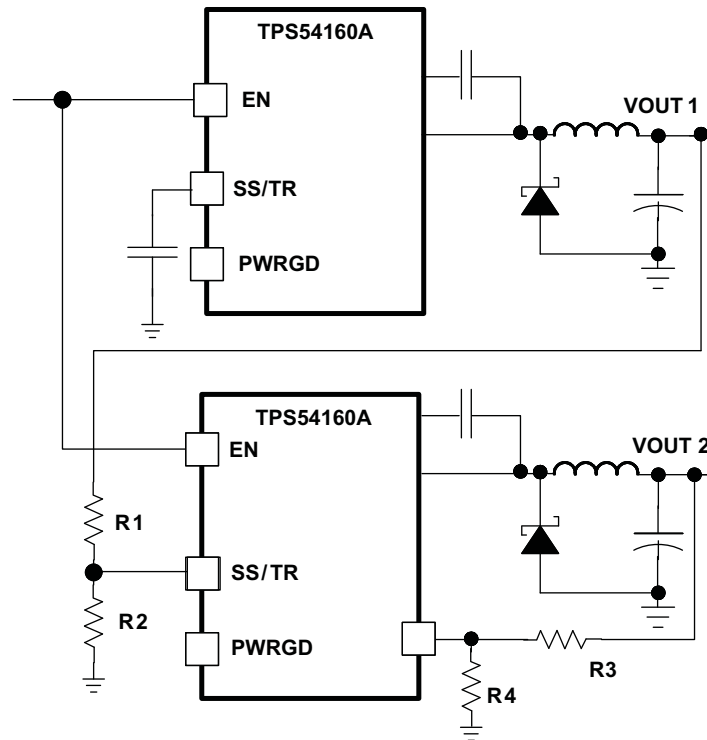 TPS54160A
EN
VOUT 1
SS/TR
PWRGD
TPS54160A
EN
VOUT 2
R1
SS/TR
R2
PWRGD
R3
R4